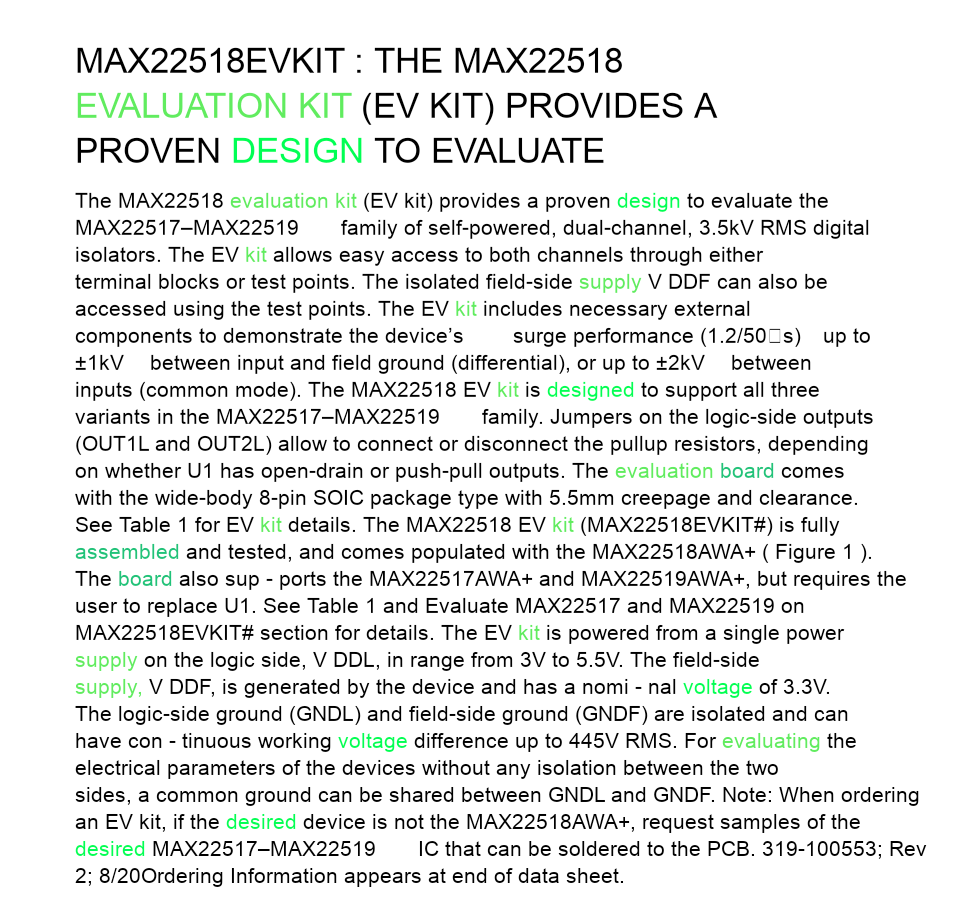 MAX22518EVKIT : THE MAX22518
EVALUATION KIT (EV KIT) PROVIDES A
PROVEN DESIGN TO EVALUATE
The MAX22518 evaluation kit (EV kit) provides a proven design to evaluate the
MAX22517–MAX22519 family of self-powered, dual-channel, 3.5kV RMS digital
isolators. The EV kit allows easy access to both channels through either
terminal blocks or test points. The isolated field-side supply V DDF can also be
accessed using the test points. The EV kit includes necessary external
components to demonstrate the device’s surge performance (1.2/50□s) up to
±1kV between input and field ground (differential), or up to ±2kV between
inputs (common mode). The MAX22518 EV kit is designed to support all three
variants in the MAX22517–MAX22519 family. Jumpers on the logic-side outputs
(OUT1L and OUT2L) allow to connect or disconnect the pullup resistors, depending
on whether U1 has open-drain or push-pull outputs. The evaluation board comes
with the wide-body 8-pin SOIC package type with 5.5mm creepage and clearance.
See Table 1 for EV kit details. The MAX22518 EV kit (MAX22518EVKIT#) is fully
assembled and tested, and comes populated with the MAX22518AWA+ ( Figure 1 ).
The board also sup - ports the MAX22517AWA+ and MAX22519AWA+, but requires the
user to replace U1. See Table 1 and Evaluate MAX22517 and MAX22519 on
MAX22518EVKIT# section for details. The EV kit is powered from a single power
supply on the logic side, V DDL, in range from 3V to 5.5V. The field-side
supply, V DDF, is generated by the device and has a nomi - nal voltage of 3.3V.
The logic-side ground (GNDL) and field-side ground (GNDF) are isolated and can
have con - tinuous working voltage difference up to 445V RMS. For evaluating the
electrical parameters of the devices without any isolation between the two
sides, a common ground can be shared between GNDL and GNDF. Note: When ordering
an EV kit, if the desired device is not the MAX22518AWA+, request samples of the
desired MAX22517–MAX22519 IC that can be soldered to the PCB. 319-100553; Rev
2; 8/20Ordering Information appears at end of data sheet.